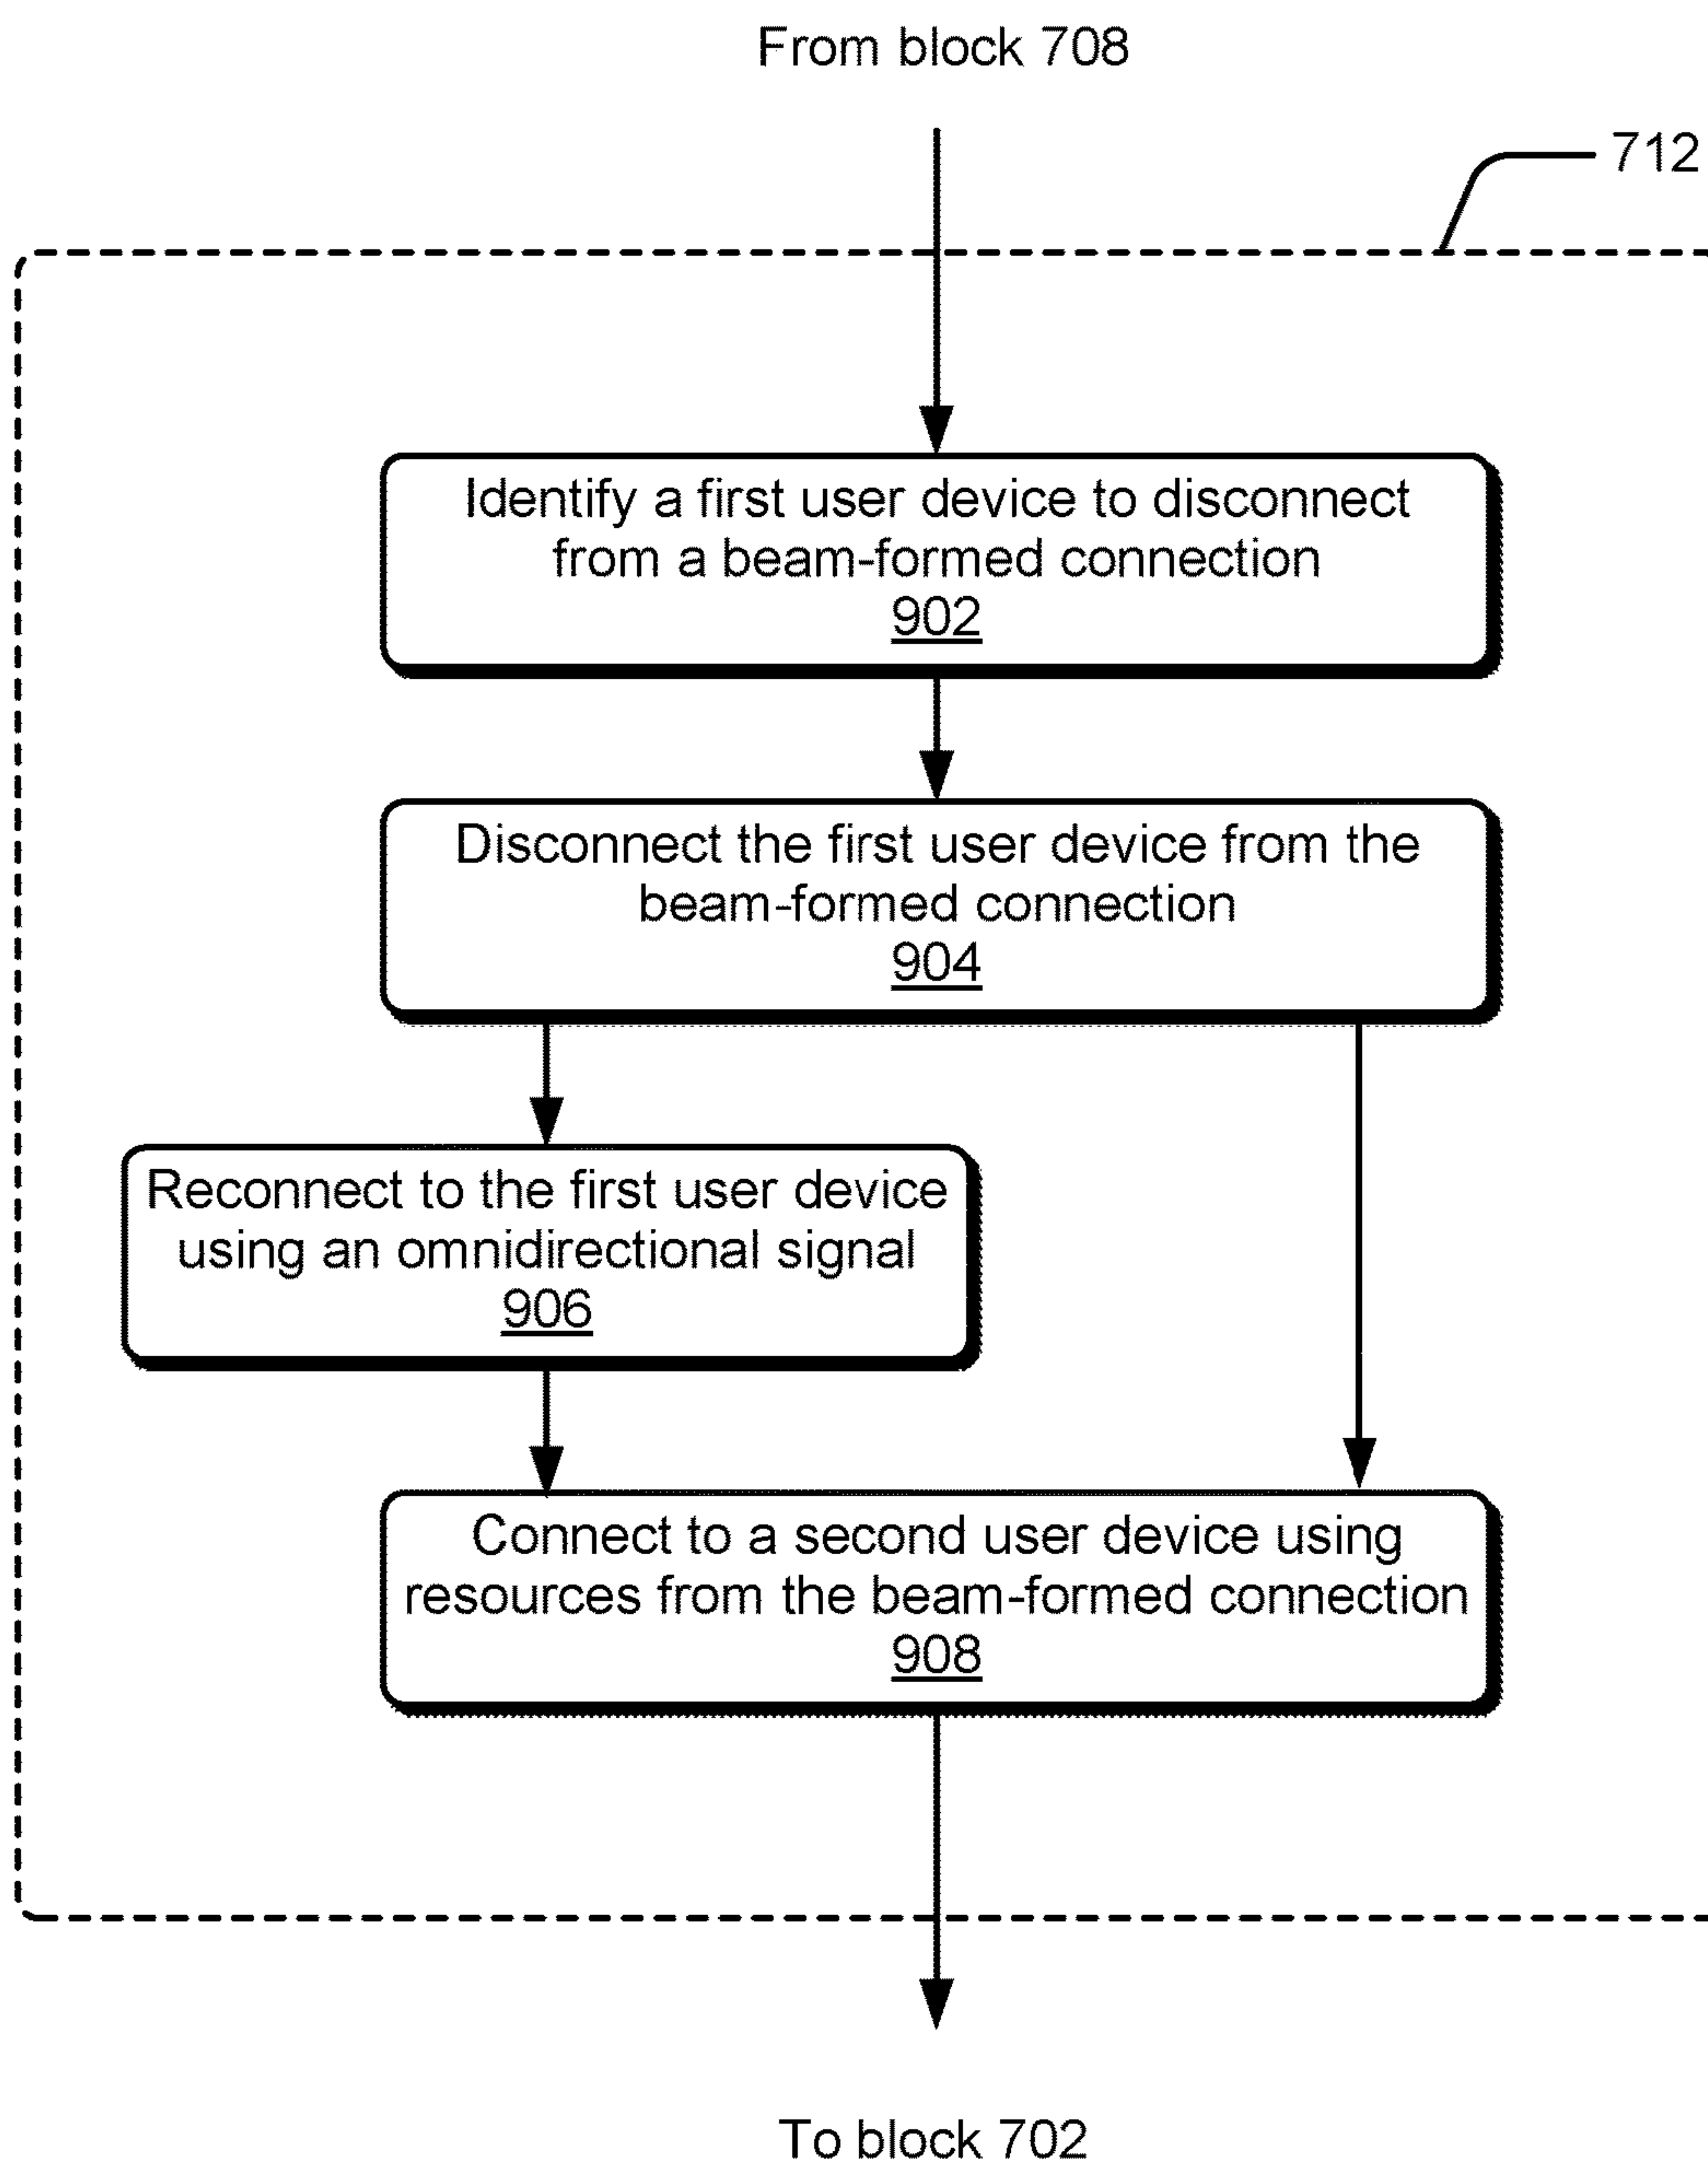 From block 708
712
Identify a first user device to disconnect
from a beam-formed connection
902
Disconnect the first user device from the
beam-formed connection
904
Reconnect to the first user device
using an omnidirectional signal
906
Connect to a second user device using
resources from the beam-formed connection
908
To block 702